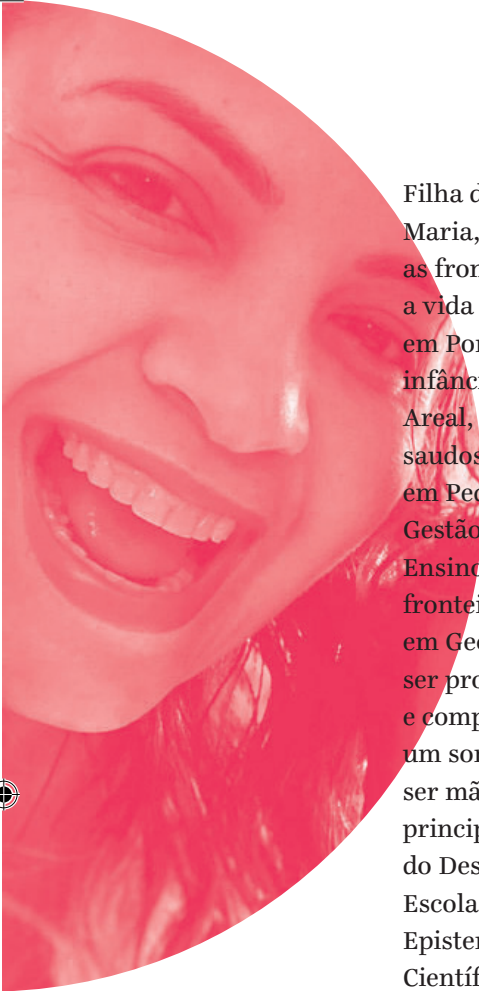 Filha d
Maria,
as fron
a vida
em Por
infânci
Areal,
saudos
em Ped
Gestão
Ensino
frontei
em Geo
ser pro
e comp
um son
ser mã
princip
do Des
Escola
Epister
Científ